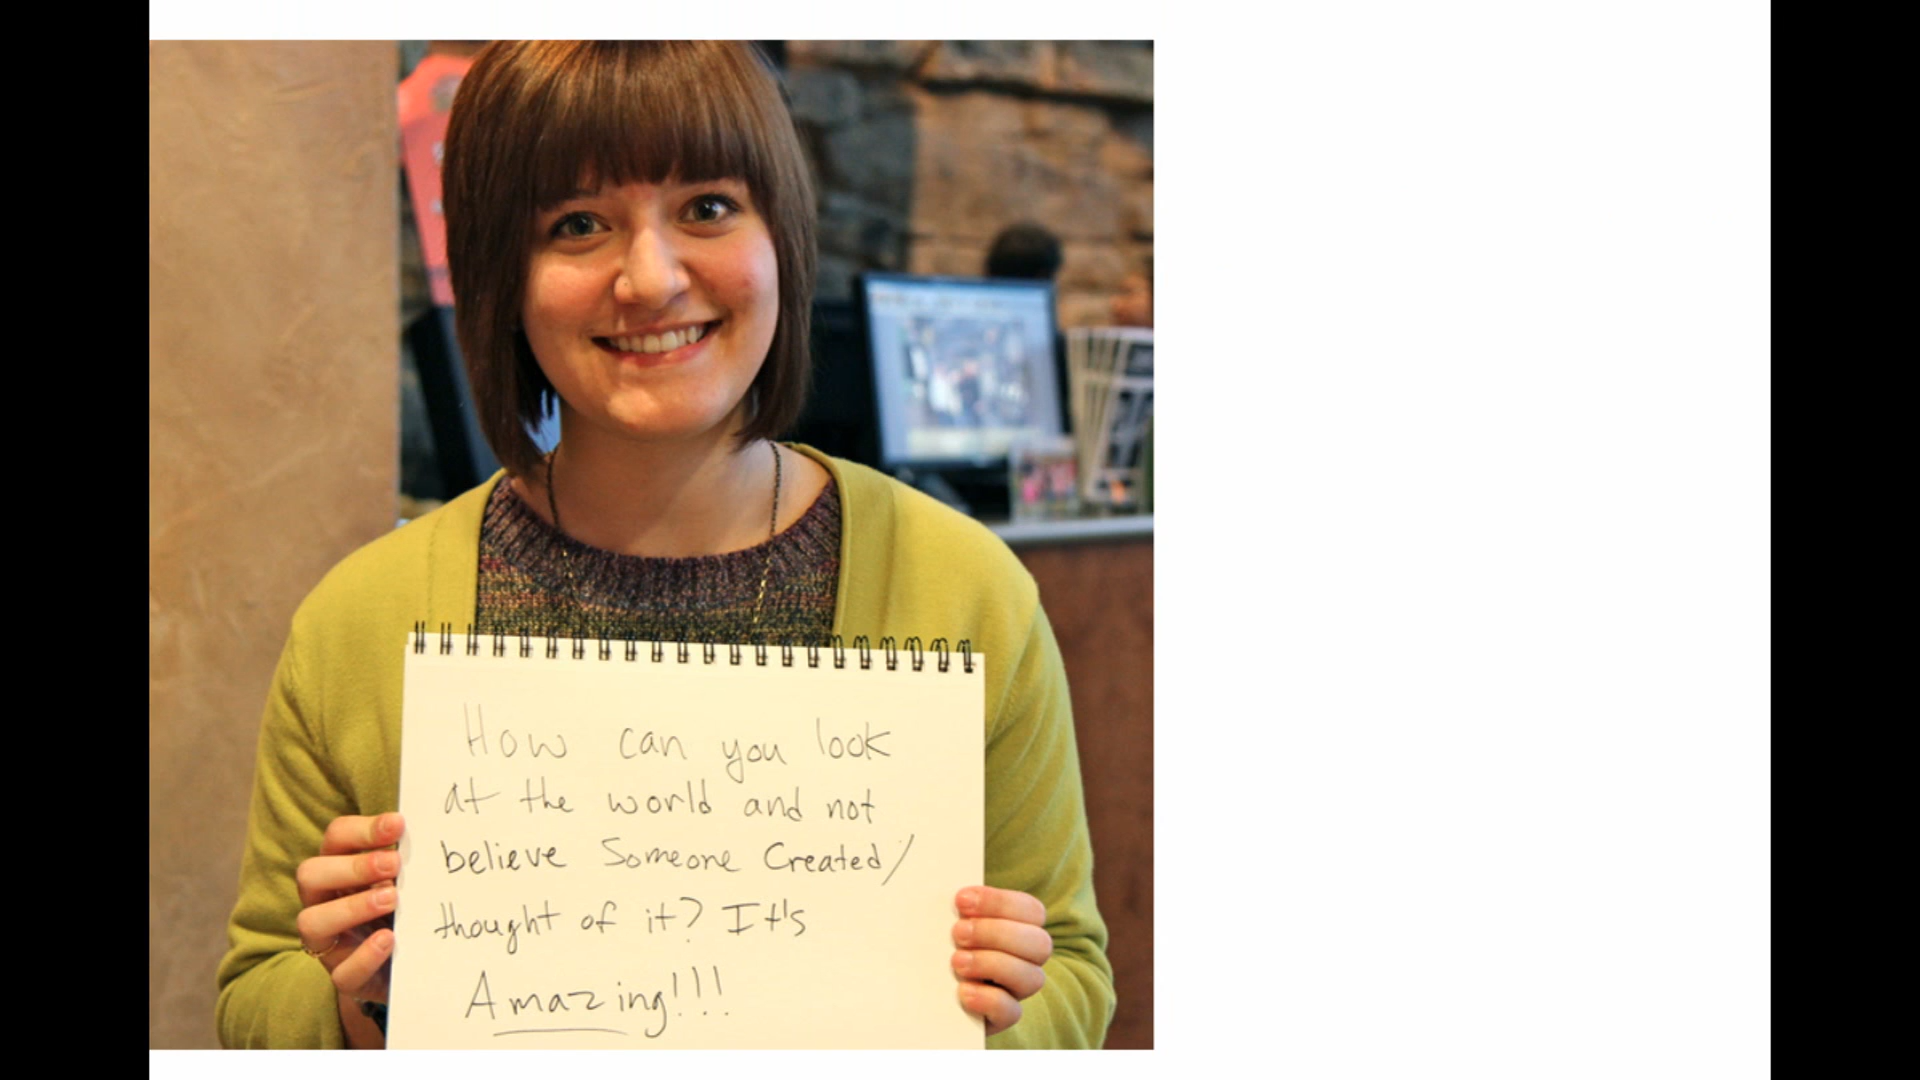 How can you look
at the world and not
believe Someone Created/
thought of it? It's
Amazing!!!